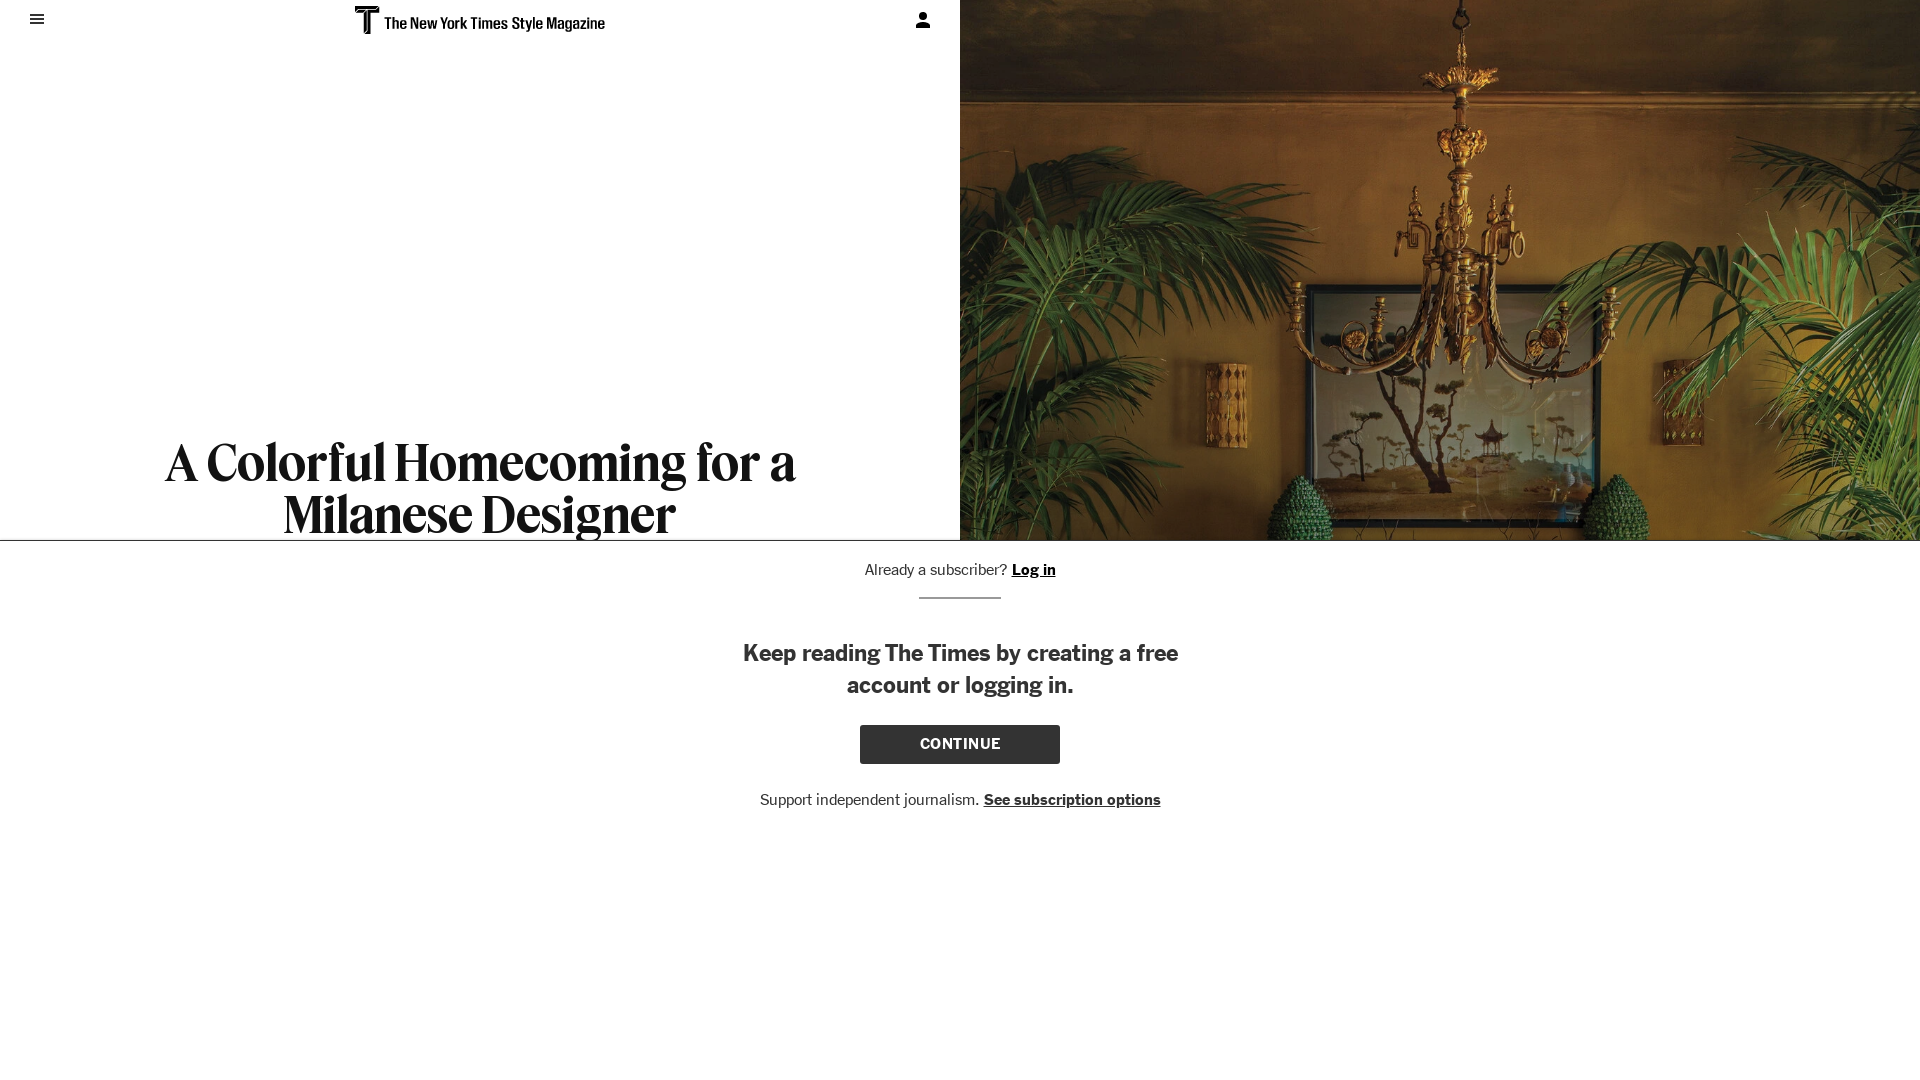 The New York Times Style Magazine
A Colorful Homecoming for a
Milanese Designer
Already a subscriber? Log in
Keep reading The Times by creating a free
account or logging in.
CONTINUE
Support independent journalism. See subscription options